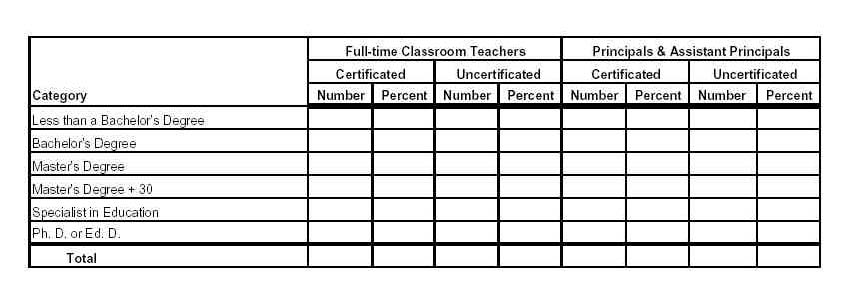 Full-time Classroom Teachers Principals & Assistant Principals
Certificated Uncertificated Certificated Uncertificated
Category Number Percent Number Percent Number Percent Number Percent
Less than a Bachelor's Degree
Bachelor's Degree
Master's Degree
Master's Degree + 30
Specialist in Education
Ph. D. or Ed. D.
Total